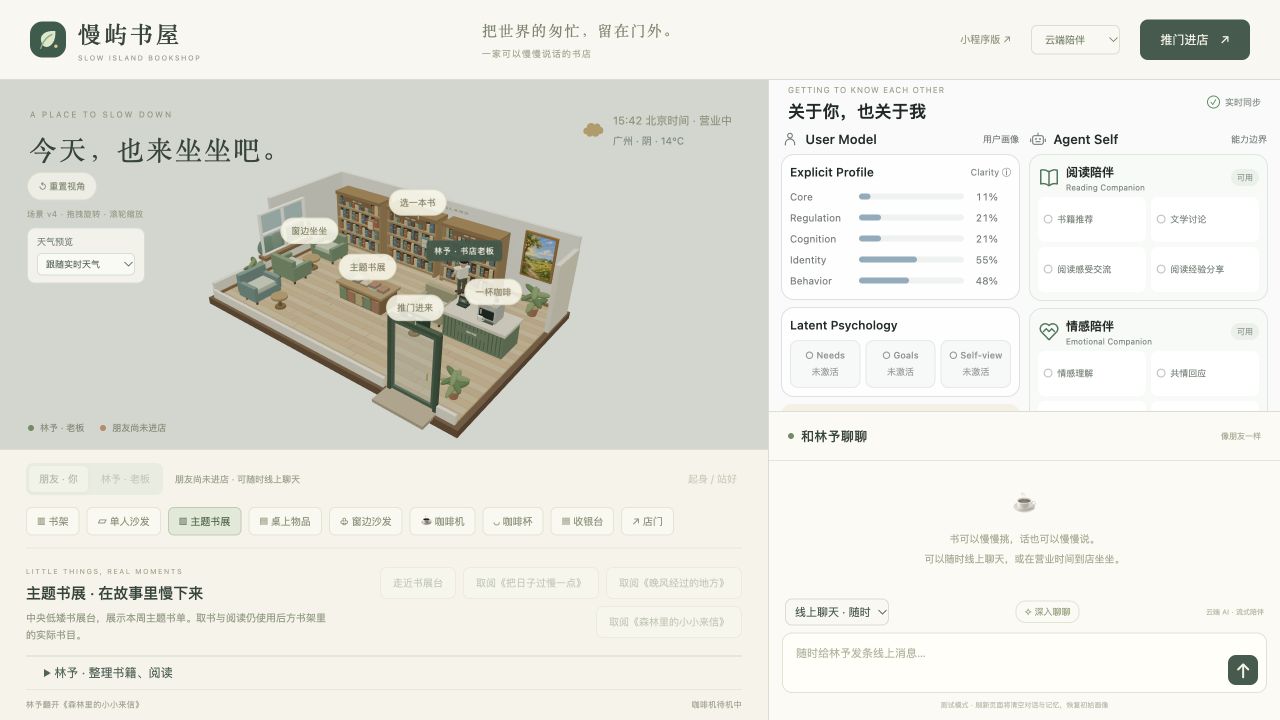 慢屿书屋
SLOW ISLAND BOOKSHOP
把世界的匆忙，留在门外。
一家可以慢慢说话的书店
小程序版 ↗
云端陪伴
推门进店 ↗
A PLACE TO SLOW DOWN
今天，也来坐坐吧。
15:42 北京时间 · 营业中
广州 · 阴 · 14°C
重置视角
场景 v4 · 拖拽旋转 · 滚轮缩放
天气预览
跟随实时天气
选一本书
窗边坐坐
林予 · 书店老板
主题书展
一杯咖啡
推门进来
林予 · 老板
朋友尚未进店
朋友 · 你
林予 · 老板
朋友尚未进店 · 可随时线上聊天
起身 / 站好
书架
单人沙发
主题书展
桌上物品
窗边沙发
咖啡机
咖啡杯
收银台
店门
LITTLE THINGS, REAL MOMENTS
主题书展 · 在故事里慢下来
中央低矮书展台，展示本周主题书单。取书与阅读仍使用后方书架里
的实际书目。
走近书展台
取阅《把日子过慢一点》
取阅《晚风经过的地方》
取阅《森林里的小小来信》
林予 · 整理书籍、阅读
林予翻开《森林里的小小来信》
咖啡机待机中
GETTING TO KNOW EACH OTHER
关于你，也关于我
实时同步
User Model
用户画像
Explicit Profile
Clarity
Core 11%
Regulation 21%
Cognition 21%
Identity 55%
Behavior 48%
Latent Psychology
Needs
未激活
Goals
未激活
Self-view
未激活
Agent Self
能力边界
阅读陪伴
Reading Companion
可用
书籍推荐
文学讨论
阅读感受交流
阅读经验分享
情感陪伴
Emotional Companion
可用
情感理解
共情回应
和林予聊聊
像朋友一样
书可以慢慢挑，话也可以慢慢说。
可以随时线上聊天，或在营业时间到店坐坐。
线上聊天 · 随时
深入聊聊
云端 AI · 流式陪伴
随时给林予发条线上消息...
测试模式 · 刷新页面将清空对话与记忆，恢复初始画像